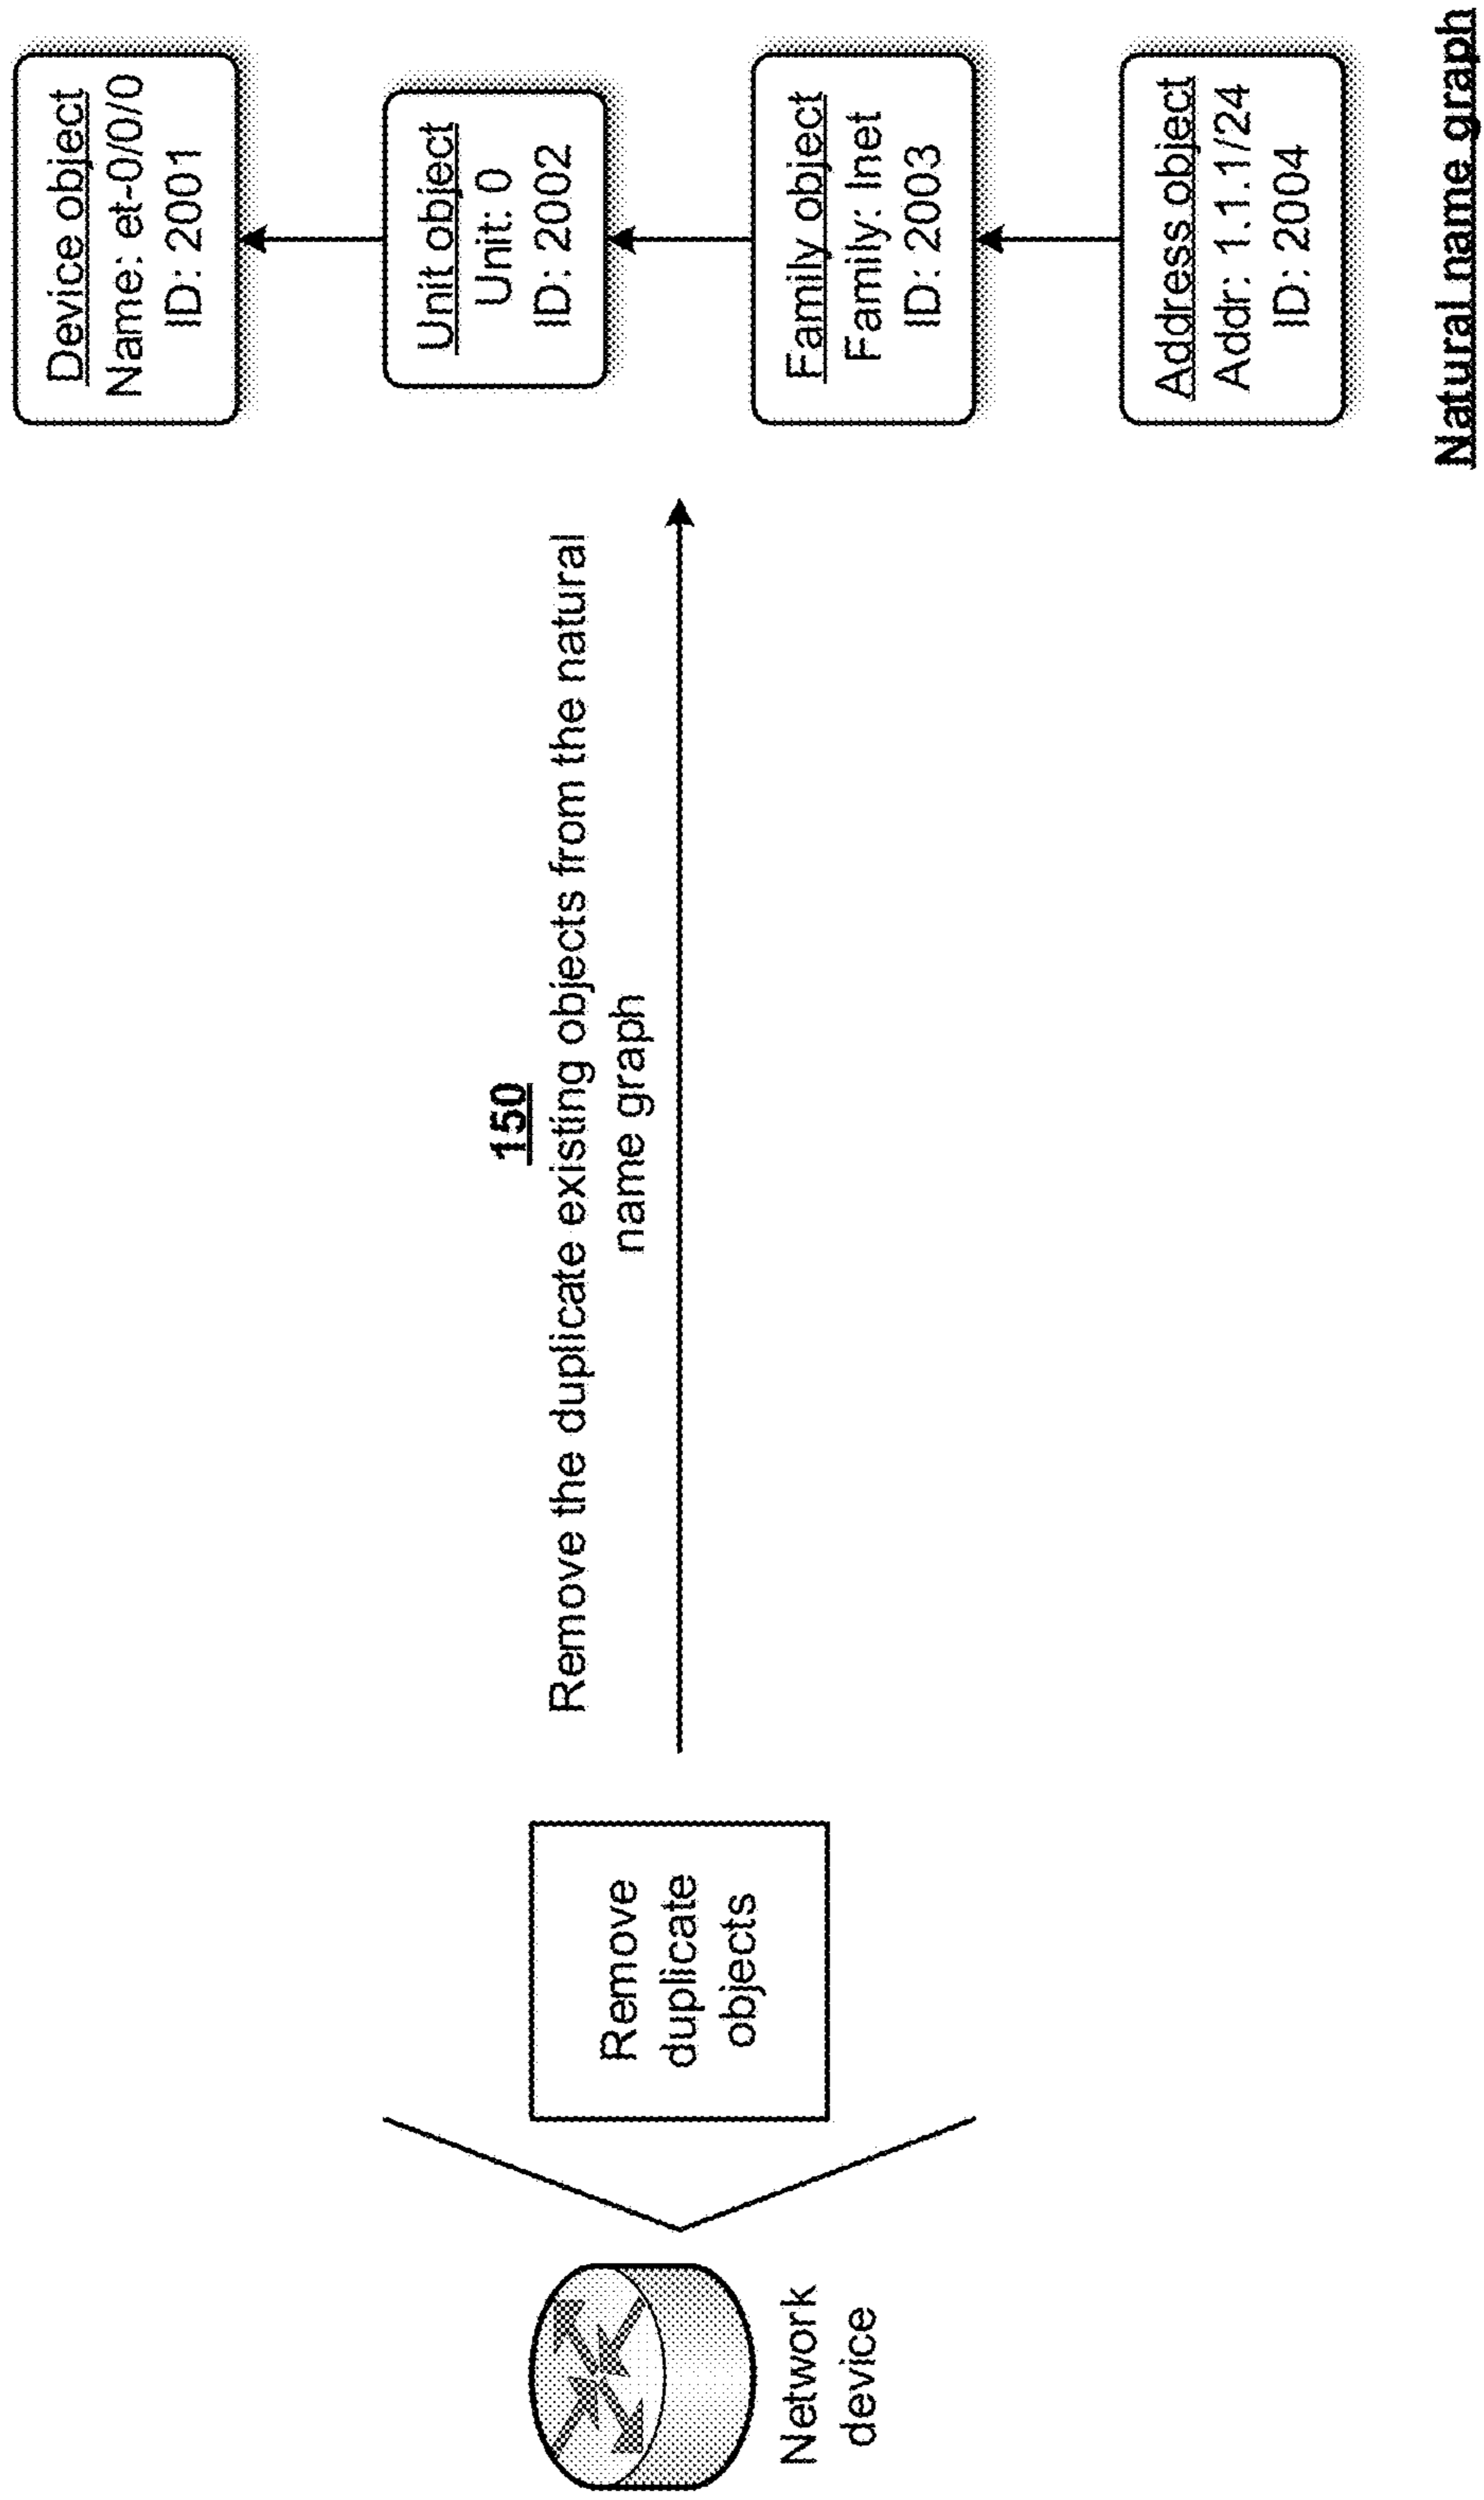 150
Remove the duplicate existing objects from the natural
name graph
Network
device
Remove
duplicate
objects
Device object
Name: et-0/0/0
ID: 2001
Unit object
Unit: 0
ID: 2002
Family object
Family: Inet
ID: 2003
Address object
Addr: 1.1.1/24
ID: 2004
Natural name graph